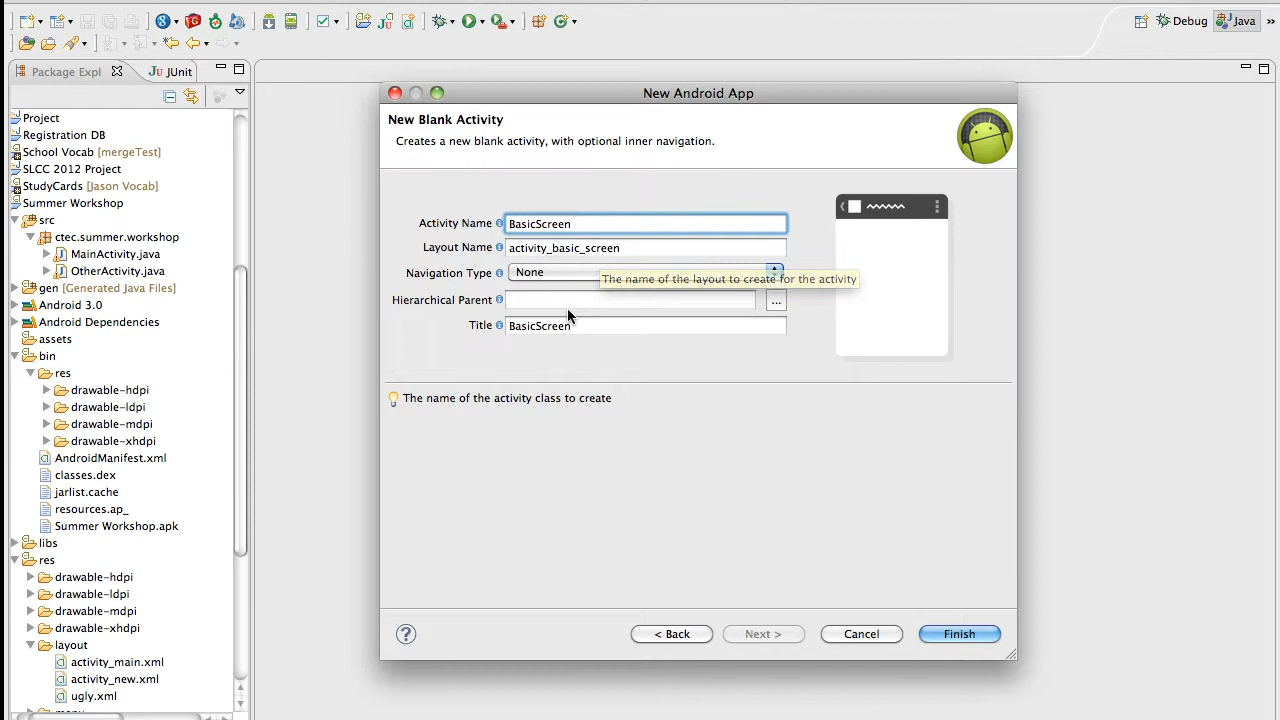 Debug
Java
»
Package Expl
JUnit
Project
Registration DB
School Vocab [mergeTest]
SLCC 2012 Project
StudyCards [Jason Vocab]
Summer Workshop
src
ctec.summer.workshop
MainActivity.java
OtherActivity.java
gen [Generated Java Files]
Android 3.0
Android Dependencies
assets
bin
res
drawable-hdpi
drawable-ldpi
drawable-mdpi
drawable-xhdpi
AndroidManifest.xml
classes.dex
jarlist.cache
resources.ap_
Summer Workshop.apk
libs
res
drawable-hdpi
drawable-ldpi
drawable-mdpi
drawable-xhdpi
layout
activity_main.xml
activity_new.xml
ugly.xml
New Android App
New Blank Activity
Creates a new blank activity, with optional inner navigation.
Activity Name BasicScreen
Layout Name activity_basic_screen
Navigation Type None
The name of the layout to create for the activity
Hierarchical Parent ...
Title BasicScreen
The name of the activity class to create
? < Back Next > Cancel Finish